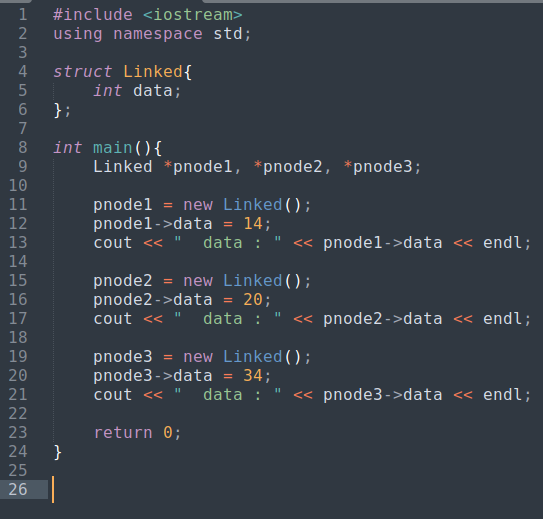 1 #include <iostream>
2 using namespace std;
3
4 struct Linked{
5     int data;
6 };
7
8 int main(){
9     Linked *pnode1, *pnode2, *pnode3;
10
11     pnode1 = new Linked();
12     pnode1->data = 14;
13     cout << "  data : " << pnode1->data << endl;
14
15     pnode2 = new Linked();
16     pnode2->data = 20;
17     cout << "  data : " << pnode2->data << endl;
18
19     pnode3 = new Linked();
20     pnode3->data = 34;
21     cout << "  data : " << pnode3->data << endl;
22
23     return 0;
24 }
25
26